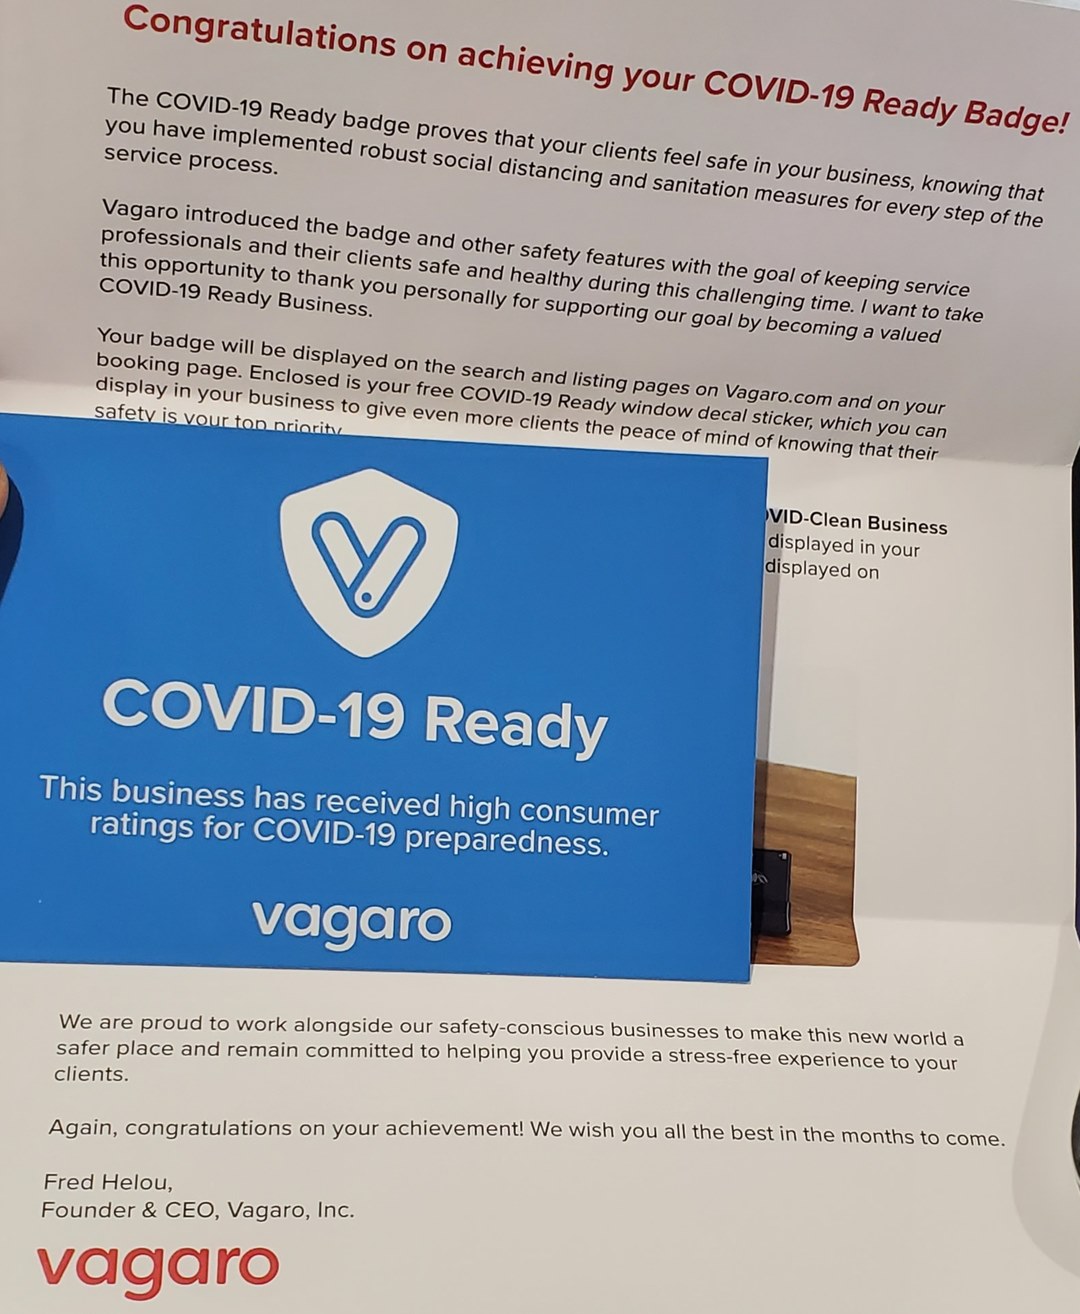 Congratulations on achieving your COVID-19 Ready Badge!
The COVID-19 Ready badge proves that your clients feel safe in your business, knowing that
you have implemented robust social distancing and sanitation measures for every step of the
service process.
Vagaro introduced the badge and other safety features with the goal of keeping service
professionals and their clients safe and healthy during this challenging time. I want to take
this opportunity to thank you personally for supporting our goal by becoming a valued
COVID-19 Ready Business.
Your badge will be displayed on the search and listing pages on Vagaro.com and on your
booking page. Enclosed is your free COVID-19 Ready window decal sticker, which you can
display in your business to give even more clients the peace of mind of knowing that their
safety is your top priority
VID-Clean Business
displayed in your
displayed on
COVID-19 Ready
This business has received high consumer
ratings for COVID-19 preparedness.
vagaro
We are proud to work alongside our safety-conscious businesses to make this new world a
safer place and remain committed to helping you provide a stress-free experience to your
clients.
Again, congratulations on your achievement! We wish you all the best in the months to come.
Fred Helou,
Founder & CEO, Vagaro, Inc.
vagaro